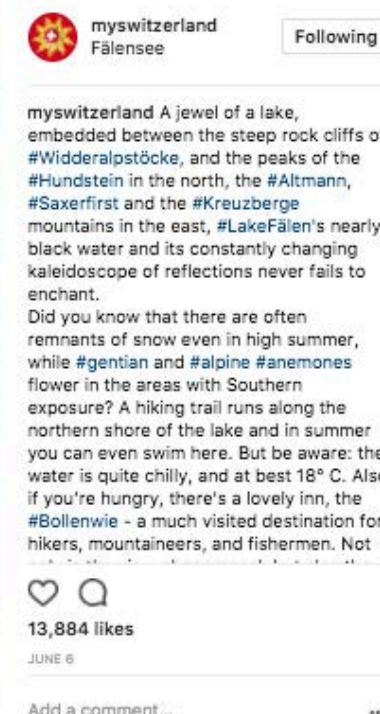 myswitzerland
Fälensee
Following
myswitzerland A jewel of a lake,
embedded between the steep rock cliffs o
#Widderalpstöcke, and the peaks of the
#Hundstein in the north, the #Altmann,
#Saxerfirst and the #Kreuzberge
mountains in the east, #LakeFälen's nearly
black water and its constantly changing
kaleidoscope of reflections never fails to
enchant.
Did you know that there are often
remnants of snow even in high summer,
while #gentian and #alpine #anemones
flower in the areas with Southern
exposure? A hiking trail runs along the
northern shore of the lake and in summer
you can even swim here. But be aware: the
water is quite chilly, and at best 18° C. Als
if you're hungry, there's a lovely inn, the
#Bollenwie - a much visited destination for
hikers, mountaineers, and fishermen. Not
13,884 likes
JUNE 6
Add a comment...